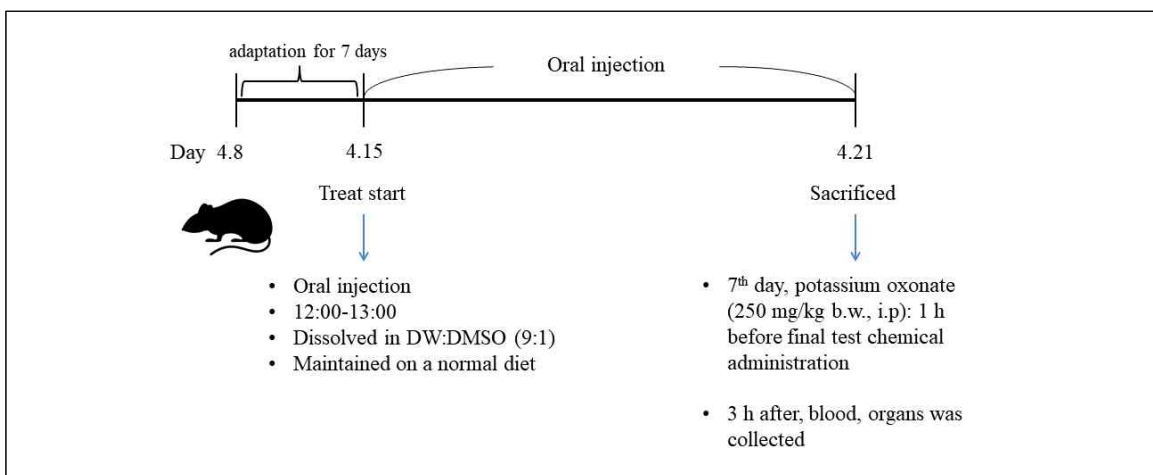 adaptation for 7 days
Oral injection
Day 4.8 4.15 4.21
Treat start Sacrificed
• Oral injection
• 12:00-13:00
• Dissolved in DW:DMSO (9:1)
• Maintained on a normal diet
• 7th day, potassium oxonate
(250 mg/kg b.w., i.p): 1 h
before final test chemical
administration
• 3 h after, blood, organs was
collected